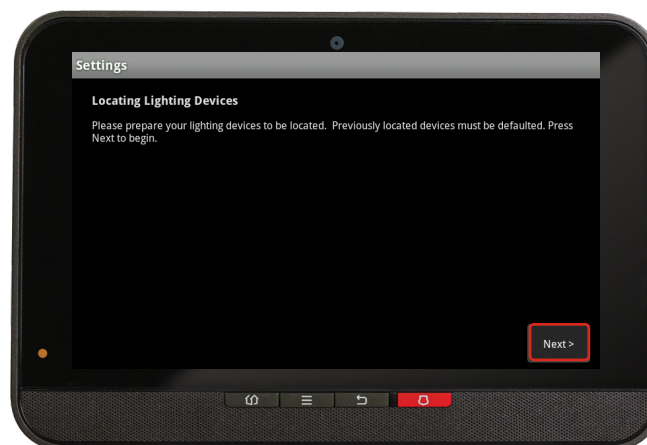 Settings
Locating Lighting Devices
Please prepare your lighting devices to be located.  Previously located devices must be defaulted. Press
Next to begin.
Next >